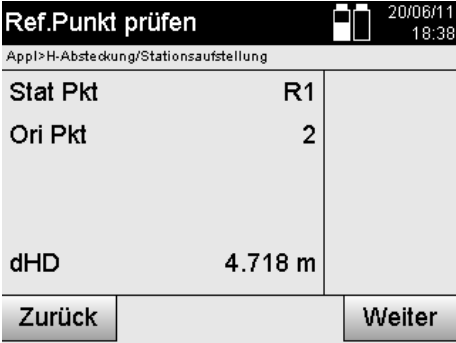 Ref.Punkt prüfen
20/06/11
18:38
Appl>H-Absteckung/Stationsaufstellung
Stat Pkt R1
Ori Pkt 2
dHD 4.718 m
Zurück Weiter